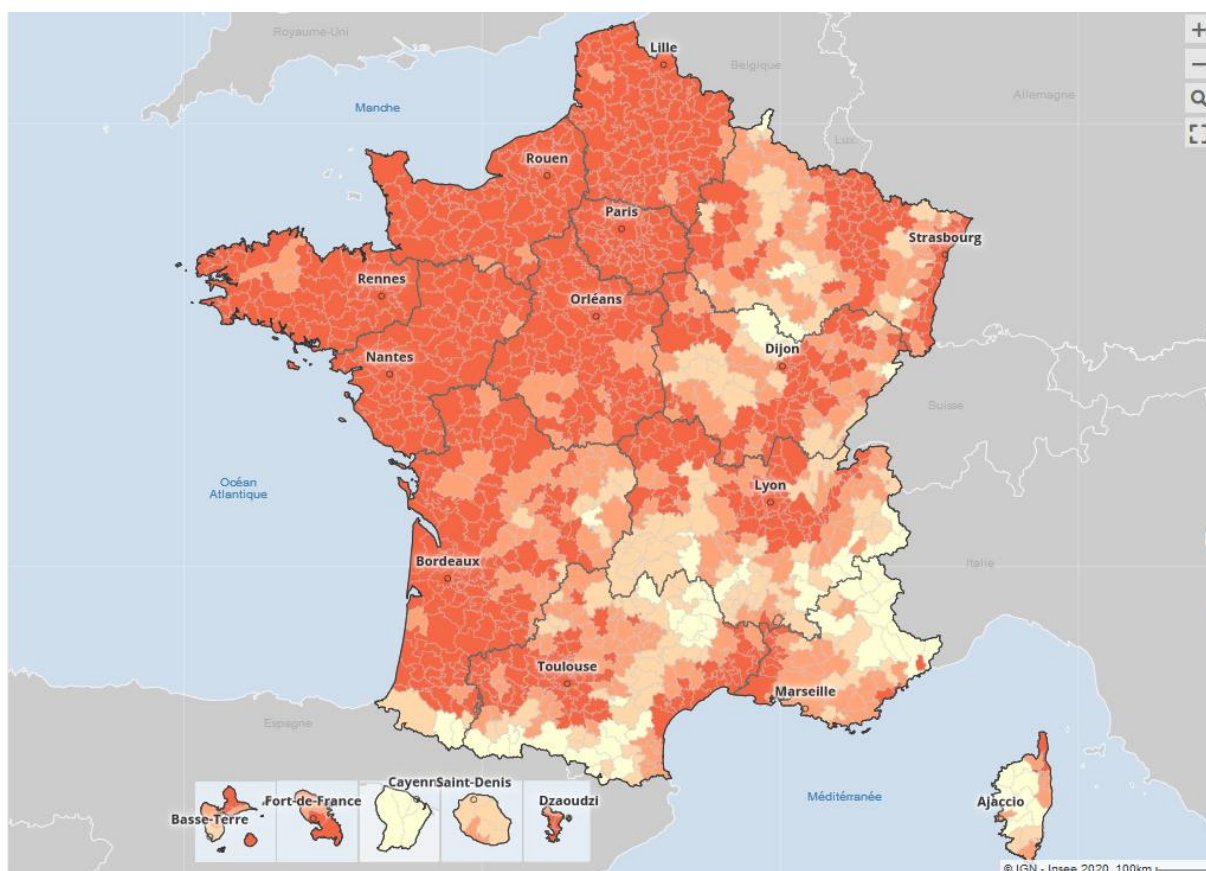 Royaume-Uni
Lille
Belgique
Allemagne
Manche
Lux.
Rouen
Paris
Strasbourg
Rennes
Orléans
Nantes
Dijon
Suisse
Océan
Atlantique
Lyon
Bordeaux
Italie
Toulouse
Marseille
Espagne
Méditérranée
Ajaccio
Basse-Terre
Fort-de-France
Cayenn
Saint-Denis
Dzaoudzi
© IGN - Insee 2020 100km